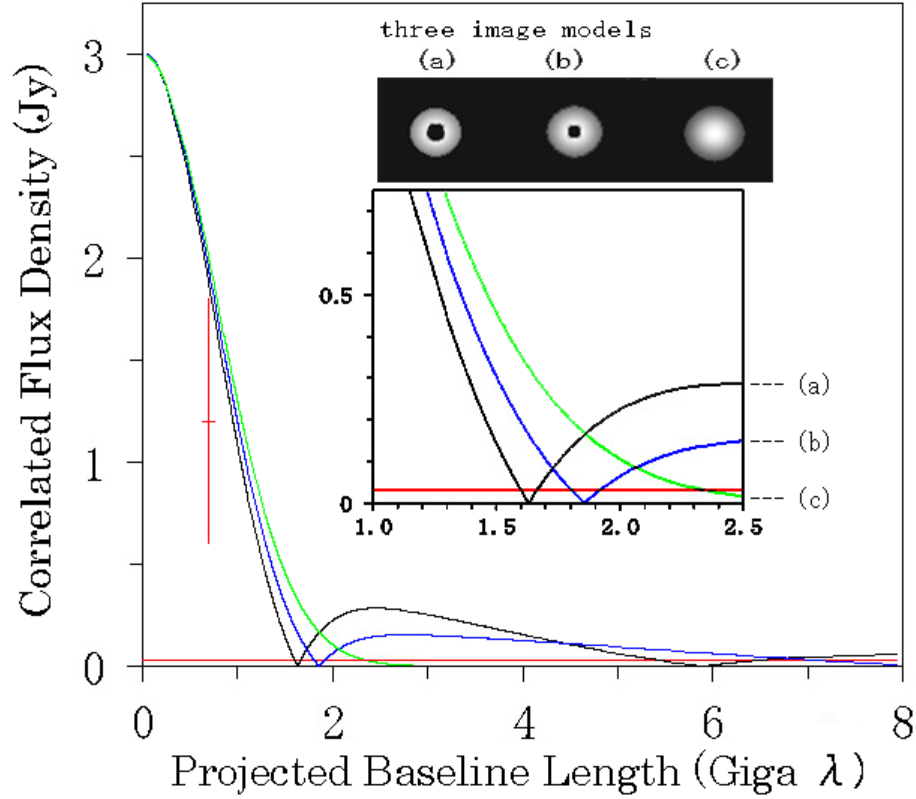 three image models
(a) (b) (c)
Correlated Flux Density (Jy)
3
2
1
0
0.5
0
1.0 1.5 2.0 2.5
--- (a)
--- (b)
--- (c)
0 2 4 6 8
Projected Baseline Length (Giga λ)